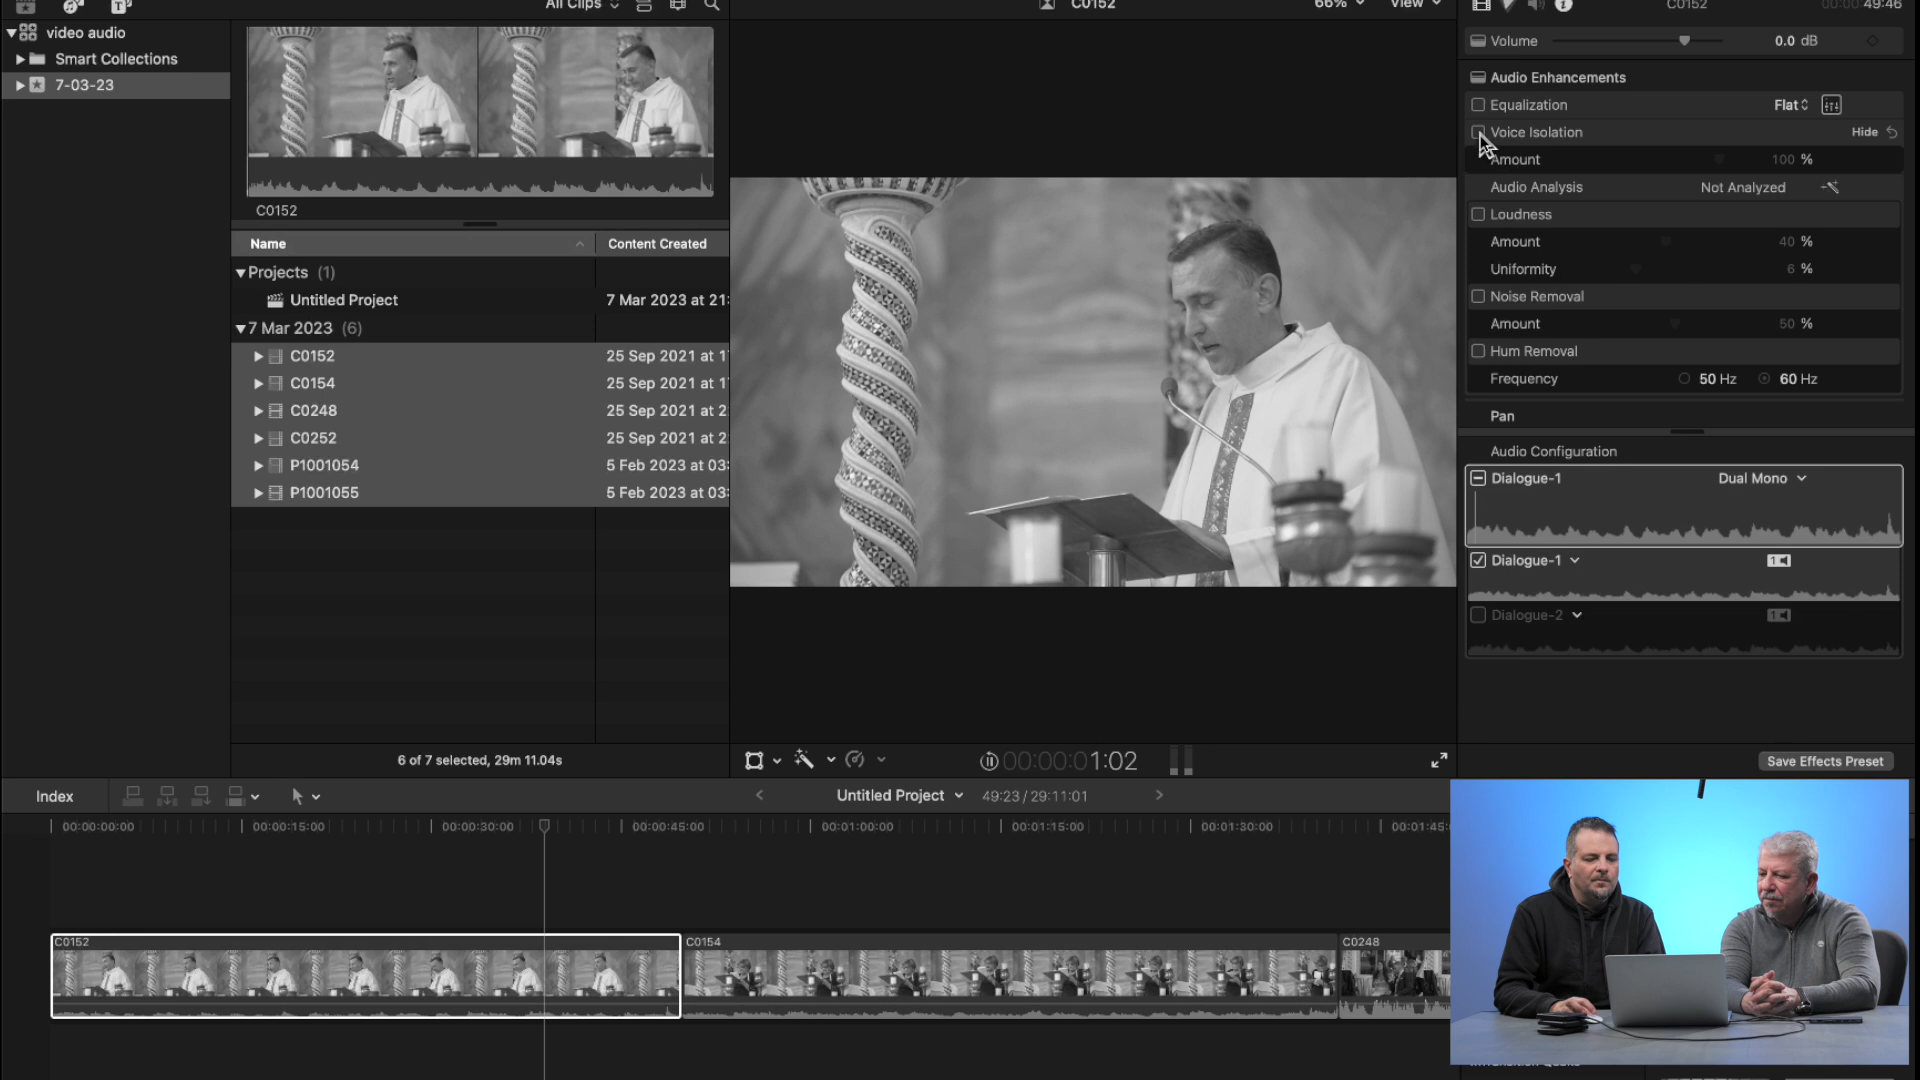 All Clips
C0152
66%
View
C0152
00:00:49:46
video audio
Smart Collections
7-03-23
C0152
Name
Content Created
Projects (1)
Untitled Project
7 Mar 2023 at 21:
7 Mar 2023 (6)
C0152
25 Sep 2021 at 1
C0154
25 Sep 2021 at 1
C0248
25 Sep 2021 at 2
C0252
25 Sep 2021 at 2
P1001054
5 Feb 2023 at 03:
P1001055
5 Feb 2023 at 03:
6 of 7 selected, 29m 11.04s
00:00:01:02
Volume
0.0 dB
Audio Enhancements
Equalization
Flat
Voice Isolation
Hide
Amount
100 %
Audio Analysis
Not Analyzed
Loudness
Amount
40 %
Uniformity
6 %
Noise Removal
Amount
50 %
Hum Removal
Frequency
50 Hz
60 Hz
Pan
Audio Configuration
Dialogue-1
Dual Mono
Dialogue-1
1
Dialogue-2
1
Save Effects Preset
Index
Untitled Project
49:23 / 29:11:01
00:00:00:00
00:00:15:00
00:00:30:00
00:00:45:00
00:01:00:00
00:01:15:00
00:01:30:00
00:01:45:
C0152
C0154
C0248